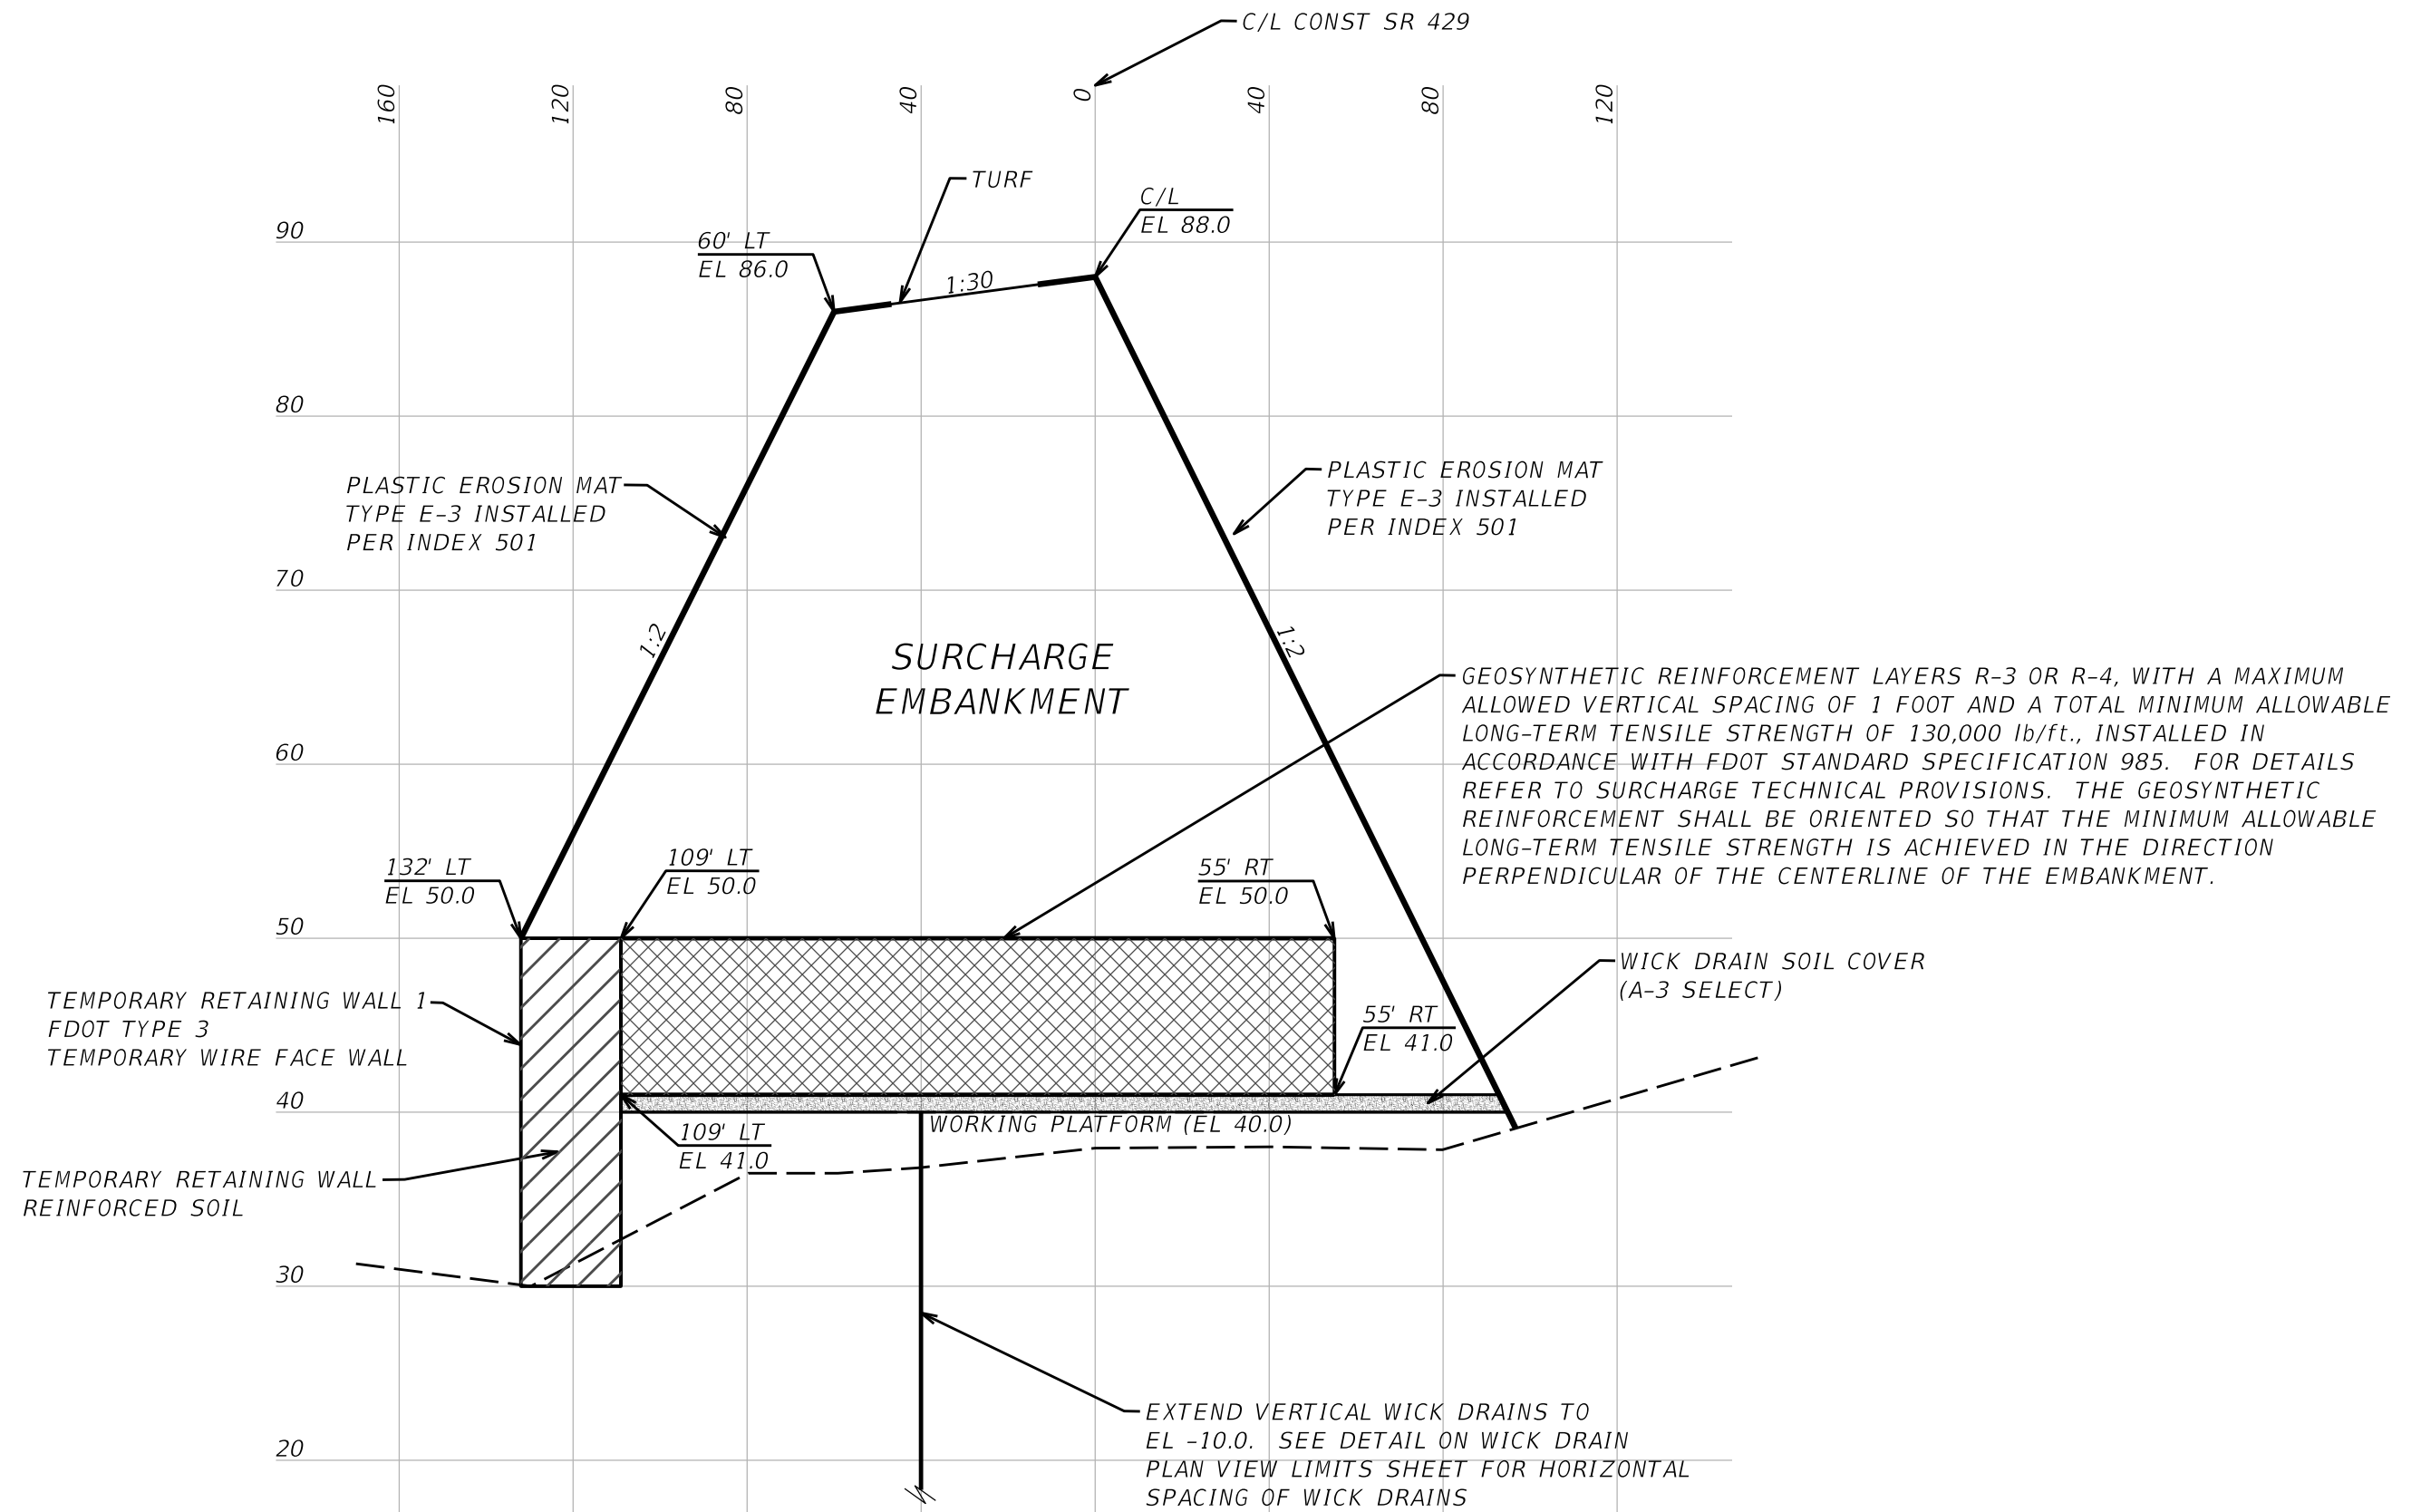 C/L CONST SR 429
160
120
80
40
0
40
80
120
TURF
C/L
EL 88.0
90
60' LT
EL 86.0
1:30
80
PLASTIC EROSION MAT
TYPE E-3 INSTALLED
PER INDEX 501
PLASTIC EROSION MAT
TYPE E-3 INSTALLED
PER INDEX 501
70
1:2
1:2
SURCHARGE
EMBANKMENT
GEOSYNTHETIC REINFORCEMENT LAYERS R-3 OR R-4, WITH A MAXIMUM
ALLOWED VERTICAL SPACING OF 1 FOOT AND A TOTAL MINIMUM ALLOWABLE
LONG-TERM TENSILE STRENGTH OF 130,000 lb/ft., INSTALLED IN
ACCORDANCE WITH FDOT STANDARD SPECIFICATION 985. FOR DETAILS
REFER TO SURCHARGE TECHNICAL PROVISIONS. THE GEOSYNTHETIC
REINFORCEMENT SHALL BE ORIENTED SO THAT THE MINIMUM ALLOWABLE
LONG-TERM TENSILE STRENGTH IS ACHIEVED IN THE DIRECTION
PERPENDICULAR OF THE CENTERLINE OF THE EMBANKMENT.
60
132' LT
EL 50.0
109' LT
EL 50.0
55' RT
EL 50.0
50
WICK DRAIN SOIL COVER
(A-3 SELECT)
TEMPORARY RETAINING WALL 1
FDOT TYPE 3
TEMPORARY WIRE FACE WALL
55' RT
EL 41.0
40
WORKING PLATFORM (EL 40.0)
109' LT
EL 41.0
TEMPORARY RETAINING WALL
REINFORCED SOIL
30
EXTEND VERTICAL WICK DRAINS TO
EL -10.0. SEE DETAIL ON WICK DRAIN
PLAN VIEW LIMITS SHEET FOR HORIZONTAL
SPACING OF WICK DRAINS
20